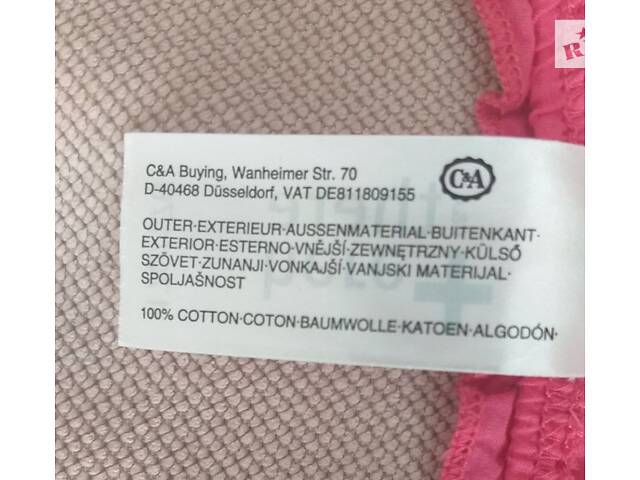 C&A Buying, Wanheimer Str. 70
D-40468 Düsseldorf, VAT DE811809155
C&A
OUTER·EXTERIEUR·AUSSENMATERIAL·BUITENKANT·
EXTERIOR·ESTERNO·VNĚJŠÍ·ZEWNĘTRZNY·KÜLSŐ
SZÖVET·ZUNANJI·VONKAJŠÍ·VANJSKI MATERIJAL·
SPOLJAŠNOST
100% COTTON·COTON·BAUMWOLLE·KATOEN·ALGODÓN·